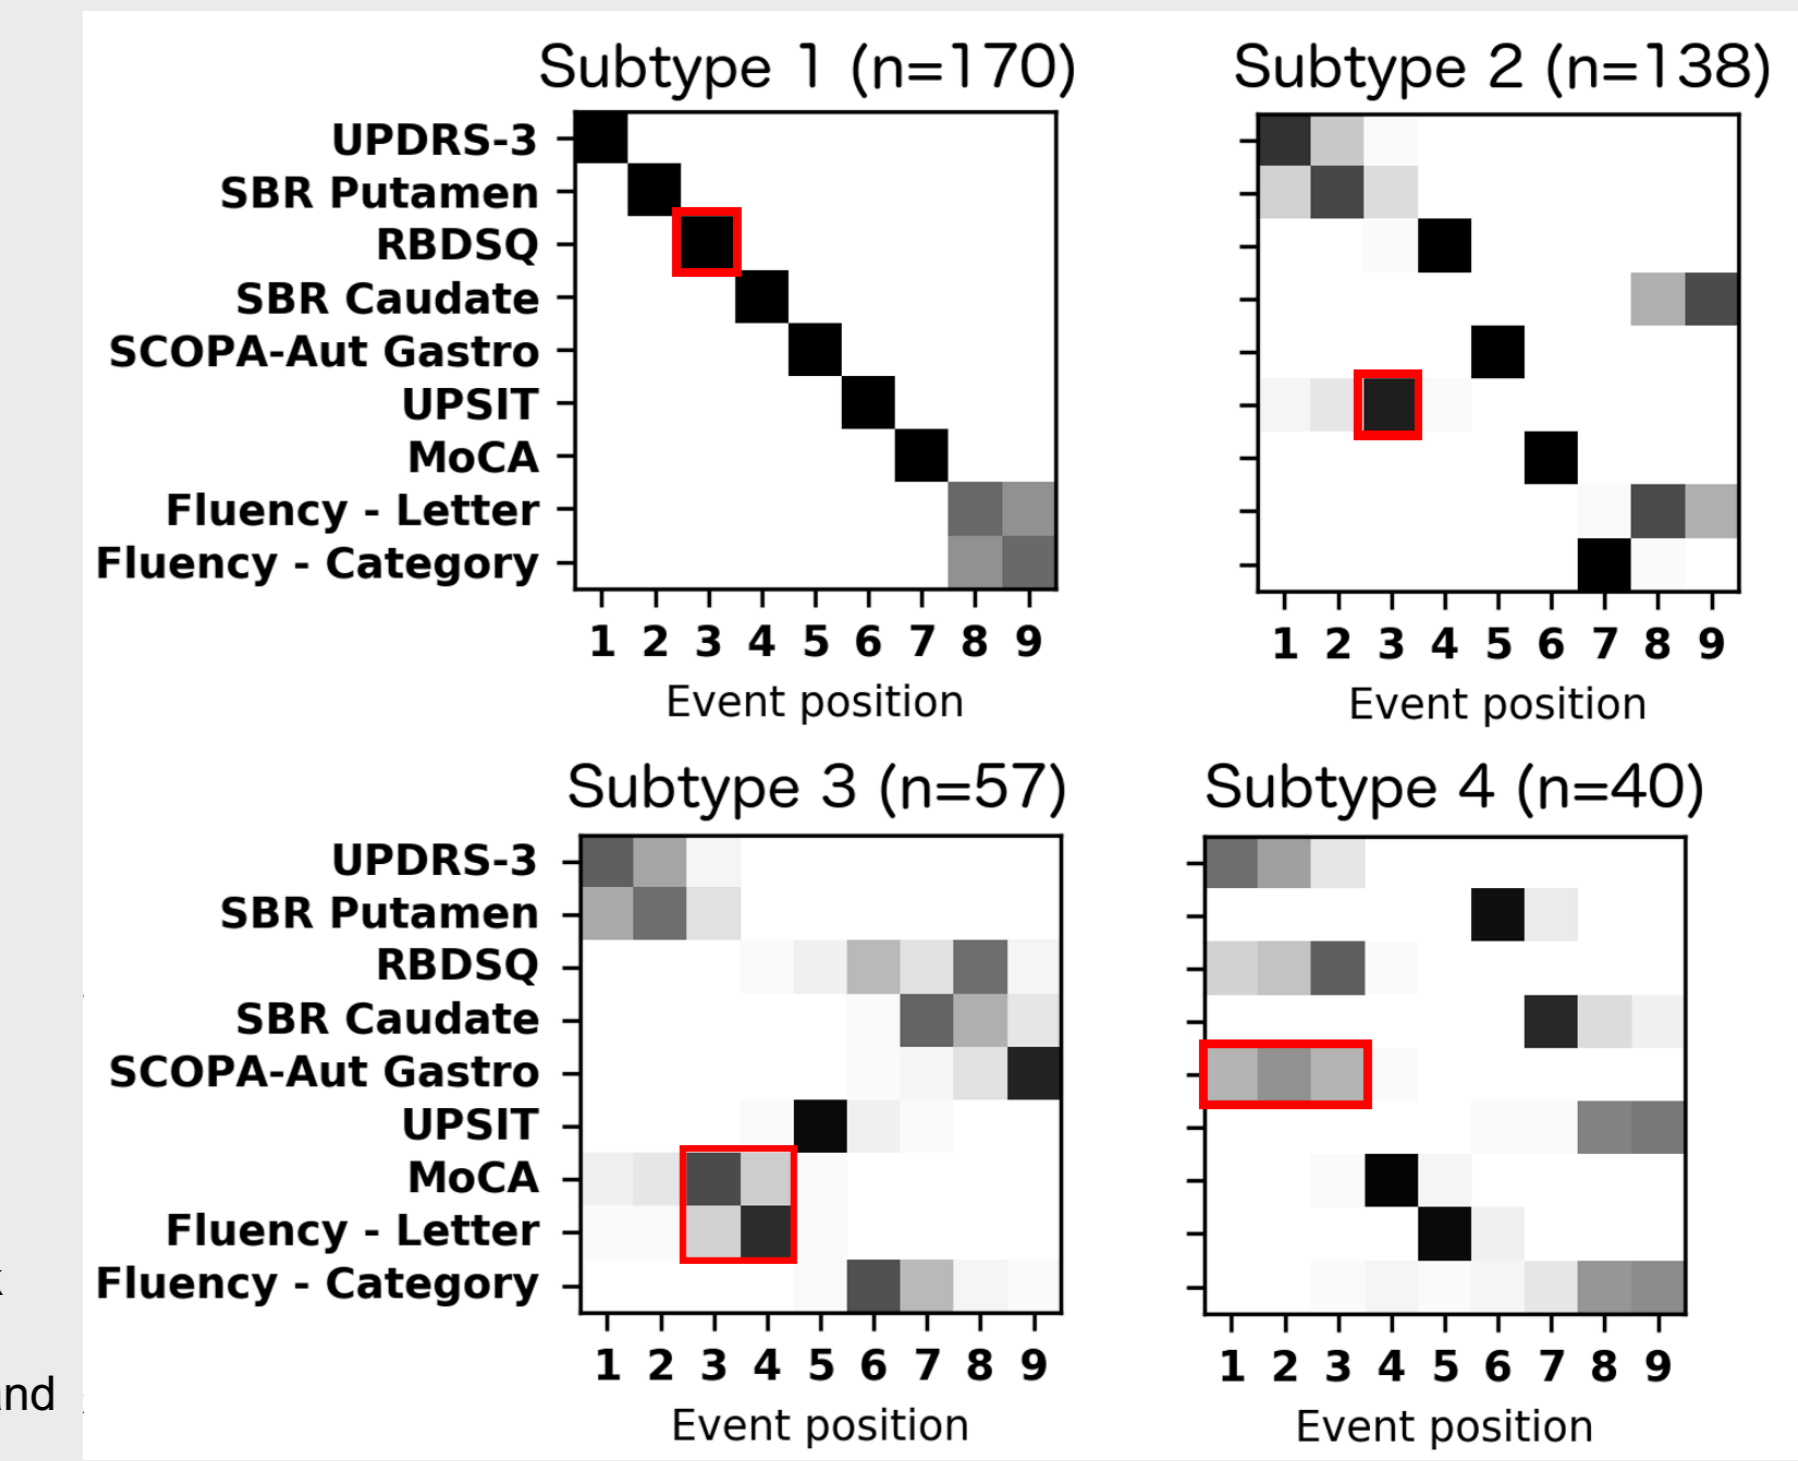 Subtype 1 (n=170)
Subtype 2 (n=138)
UPDRS-3
SBR Putamen
RBDSQ
SBR Caudate
SCOPA-Aut Gastro
UPSIT
MoCA
Fluency - Letter
Fluency - Category
1 2 3 4 5 6 7 8 9
1 2 3 4 5 6 7 8 9
Event position
Event position
Subtype 3 (n=57)
Subtype 4 (n=40)
UPDRS-3
SBR Putamen
RBDSQ
SBR Caudate
SCOPA-Aut Gastro
UPSIT
MoCA
Fluency - Letter
Fluency - Category
1 2 3 4 5 6 7 8 9
1 2 3 4 5 6 7 8 9
Event position
Event position